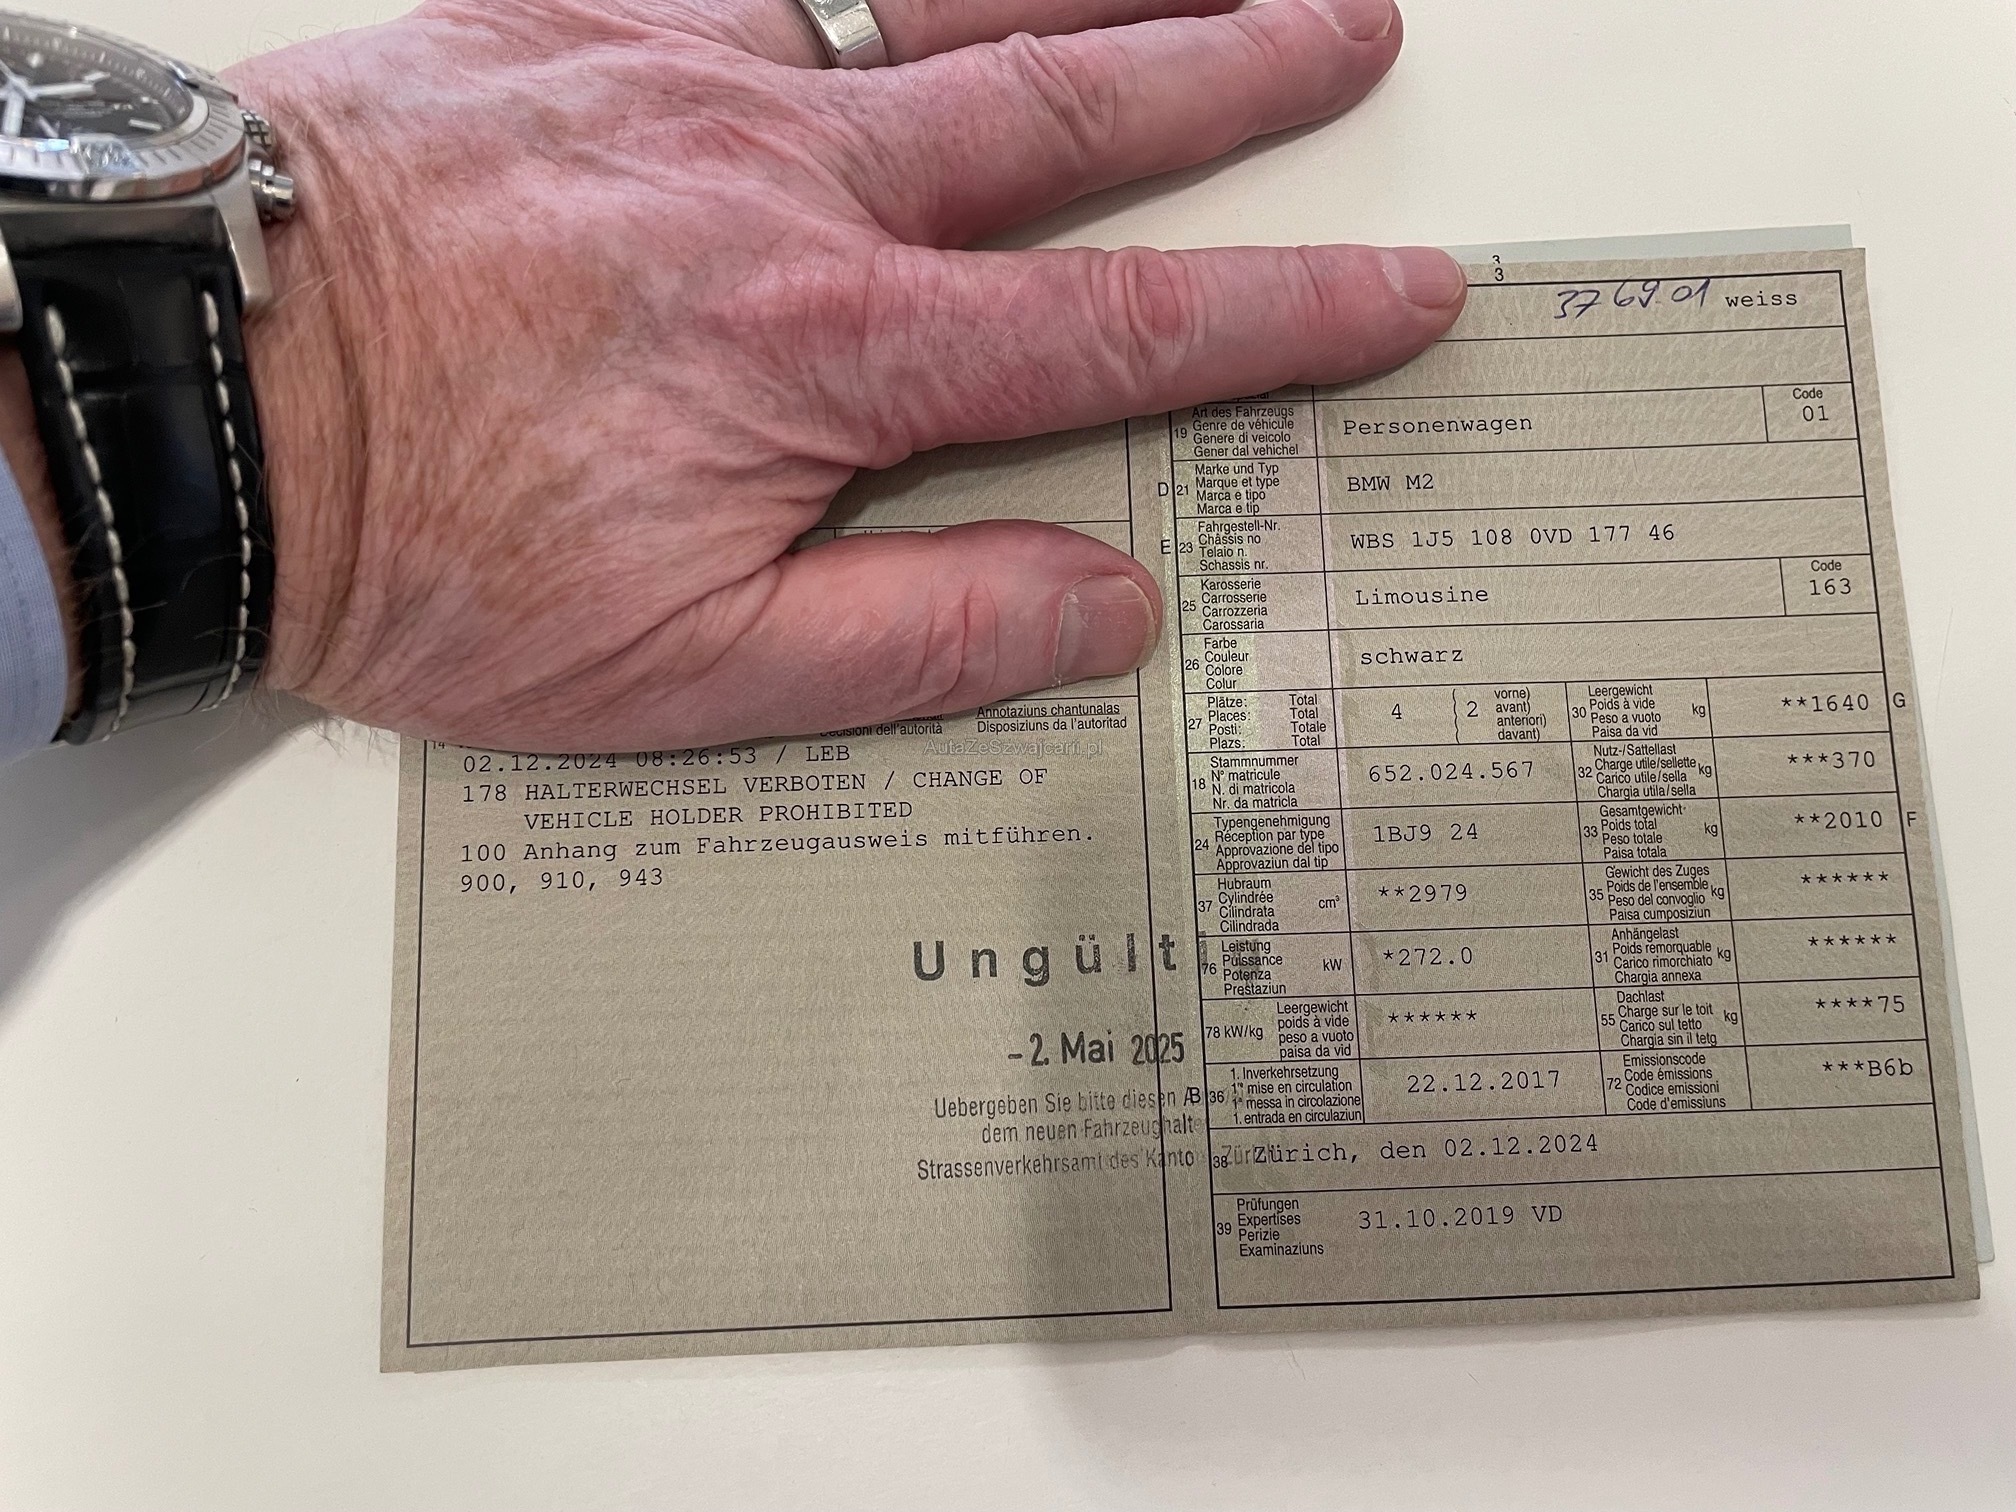 3
3
37 69 01 weiss
Code
19 Art des Fahrzeugs
Genre de véhicule
Genere di veicolo
Gener dal vehichel
Personenwagen
01
D 21 Marke und Typ
Marque et type
Marca e tipo
Marca e tip
BMW M2
E 23 Fahrgestell-Nr.
Châssis no
Telaio n.
Schassis nr.
WBS 1J5 108 0VD 177 46
25 Karosserie
Carrosserie
Carrozzeria
Carossaria
Limousine
Code
163
26 Farbe
Couleur
Colore
Colur
schwarz
27 Plätze: Total
Places: Total
Posti: Totale
Plazs: Total
4 2 vorne)
avant)
anteriori)
davant)
30 Leergewicht
Poids à vide
Peso a vuoto
Paisa da vid
kg **1640 G
18 Stammnummer
N° matricule
N. di matricola
Nr. da matricla
652.024.567
32 Nutz-/Sattellast
Charge utile/sellette
Carico utile/sella
Chargia utila/sella
kg ***370
24 Typengenehmigung
Réception par type
Approvazione del tipo
Approvaziun dal tip
1BJ9 24
33 Gesamtgewicht
Poids total
Peso totale
Paisa totala
kg **2010 F
37 Hubraum
Cylindrée
Cilindrata
Cilindrada
cm³ **2979
35 Gewicht des Zuges
Poids de l'ensemble
Peso del convoglio
Paisa cumposiziun
kg ******
76 Leistung
Puissance
Potenza
Prestaziun
kW *272.0
31 Anhängelast
Poids remorquable
Carico rimorchiato
Chargia annexa
kg ******
78 kW/kg Leergewicht
poids à vide
peso a vuoto
paisa da vid
******
55 Dachlast
Charge sur le toit
Carico sul tetto
Chargia sin il tetg
kg ****75
B 36 1. Inverkehrsetzung
1re mise en circulation
1a messa in circolazione
1. entrada en circulaziun
22.12.2017
72 Emissionscode
Code émissions
Codice emissioni
Code d'emissiuns
***B6b
38 Zürich, den 02.12.2024
39 Prüfungen
Expertises
Perizie
Examinaziuns
31.10.2019 VD
Annotaziuns chantunalas
Disposiziuns da l'autoritad
dell'autorità
AutaZeSzwajcarii.pl
14
02.12.2024 08:26:53 / LEB
178 HALTERWECHSEL VERBOTEN / CHANGE OF
VEHICLE HOLDER PROHIBITED
100 Anhang zum Fahrzeugausweis mitführen.
900, 910, 943
Ungült
-2. Mai 2025
Uebergeben Sie bitte diesen
dem neuen Fahrzeughalte
Strassenverkehrsamt des Kanto Zürich